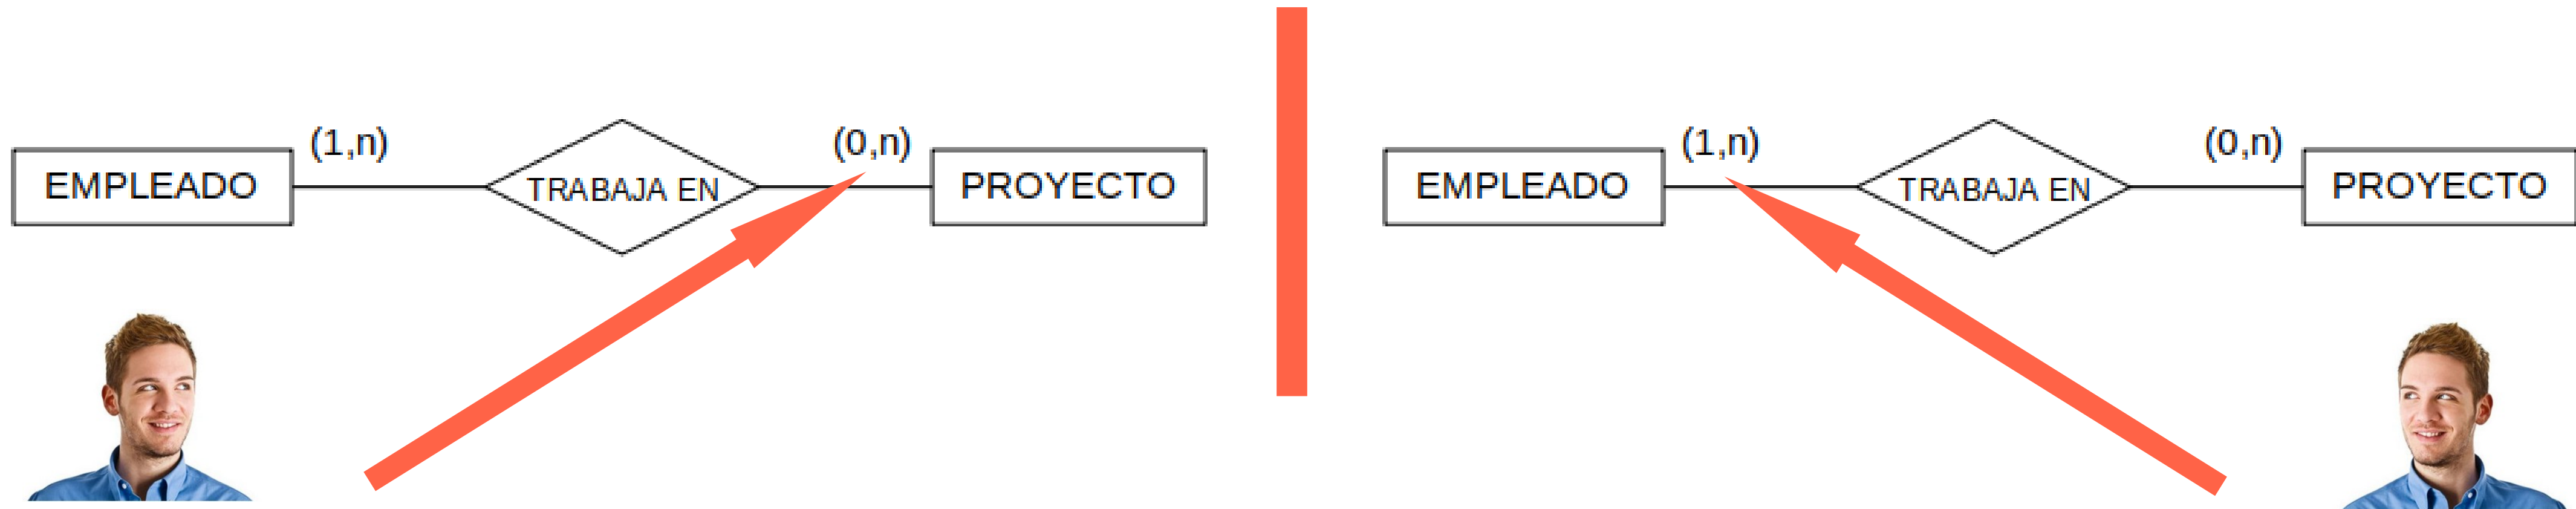 (1,n) (0,n)
EMPLEADO TRABAJA EN PROYECTO
(1,n) (0,n)
EMPLEADO TRABAJA EN PROYECTO